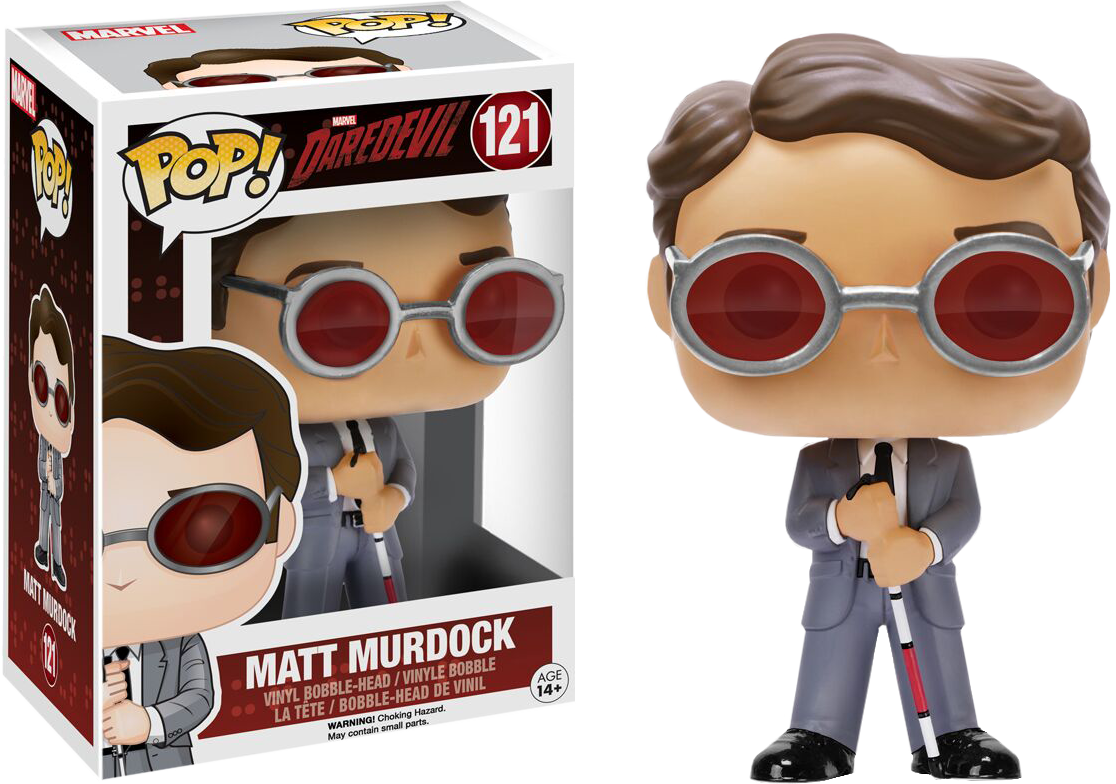 MARVEL
POP!
MARVEL
POP!
MATT MURDOCK
121
POP!
MARVEL
DAREDEVIL
121
MATT MURDOCK
VINYL BOBBLE-HEAD / VINYLE BOBBLE
LA TÊTE / BOBBLE-HEAD DE VINIL
WARNING! Choking Hazard.
May contain small parts.
AGE
14+